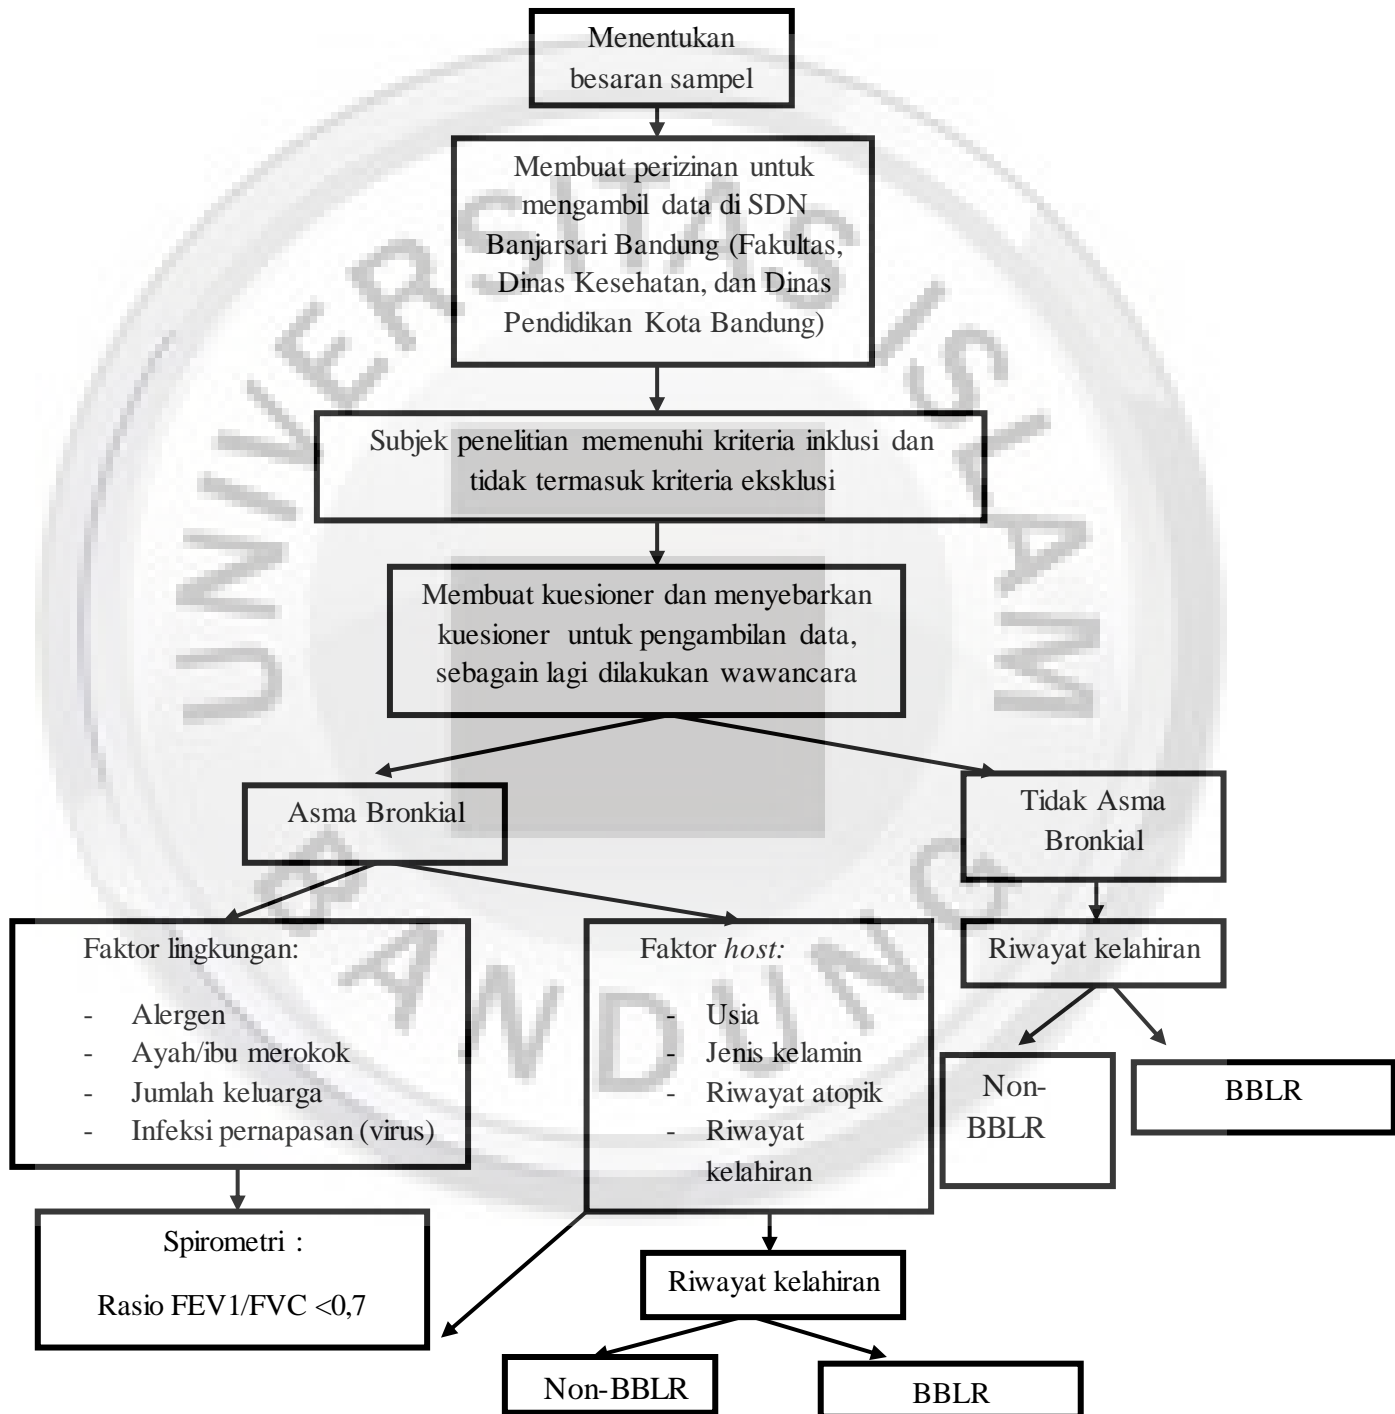 Menentukan
besaran sampel
Membuat perizinan untuk
mengambil data di SDN
Banjarsari Bandung (Fakultas,
Dinas Kesehatan, dan Dinas
Pendidikan Kota Bandung)
Subjek penelitian memenuhi kriteria inklusi dan
tidak termasuk kriteria eksklusi
Membuat kuesioner dan menyebarkan
kuesioner untuk pengambilan data,
sebagain lagi dilakukan wawancara
Asma Bronkial
Tidak Asma
Bronkial
Faktor lingkungan:
- Alergen
- Ayah/ibu merokok
- Jumlah keluarga
- Infeksi pernapasan (virus)
Faktor host:
- Usia
- Jenis kelamin
- Riwayat atopik
- Riwayat
kelahiran
Riwayat kelahiran
Non-
BBLR
BBLR
Spirometri :
Rasio FEV1/FVC <0,7
Riwayat kelahiran
Non-BBLR
BBLR
UNIVERSITAS ISLAM
BANDUNG